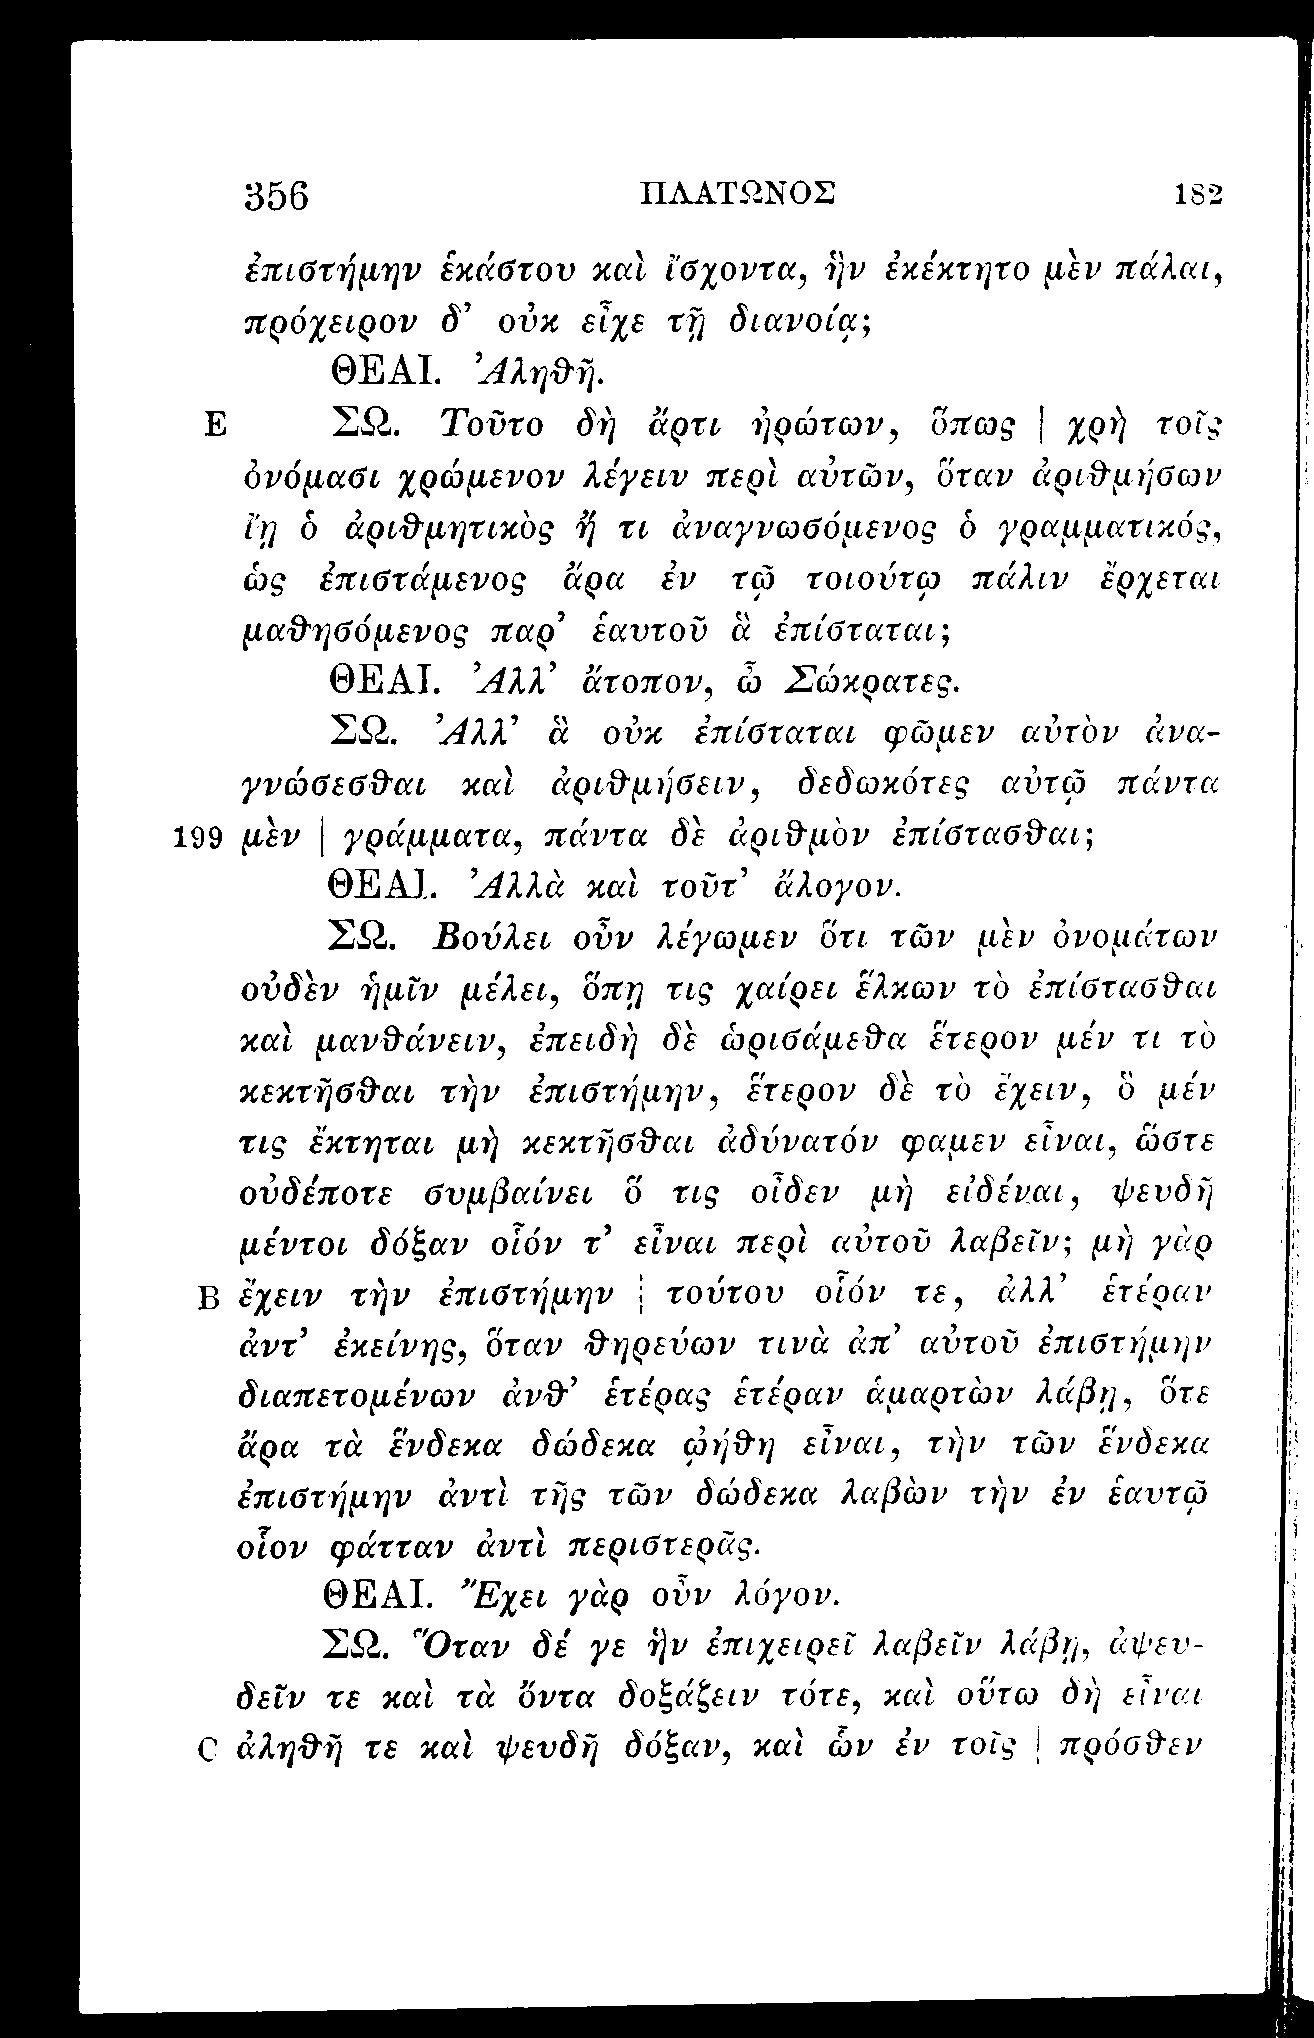 356 ΠΛΑΤΩΝΟΣ 182
ἐπιστήμην ἑκάστου καὶ ἴσχοντα, ἣν ἐκέκτητο μὲν πάλαι,
πρόχειρον δ’ οὐκ εἶχε τῇ διανοίᾳ;
ΘΕΑΙ. Ἀληθῆ.
E ΣΩ. Τοῦτο δὴ ἄρτι ἠρώτων, ὅπως | χρὴ τοῖς
ὀνόμασι χρώμενον λέγειν περὶ αὐτῶν, ὅταν ἀριθμήσων
ἴῃ ὁ ἀριθμητικὸς ἤ τι ἀναγνωσόμενος ὁ γραμματικός,
ὡς ἐπιστάμενος ἄρα ἐν τῷ τοιούτῳ πάλιν ἔρχεται
μαθησόμενος παρ’ ἑαυτοῦ ἃ ἐπίσταται;
ΘΕΑΙ. Ἀλλ’ ἄτοπον, ὦ Σώκρατες.
ΣΩ. Ἀλλ’ ἃ οὐκ ἐπίσταται φῶμεν αὐτὸν ἀνα-
γνώσεσθαι καὶ ἀριθμήσειν, δεδωκότες αὐτῷ πάντα
199 μὲν | γράμματα, πάντα δὲ ἀριθμὸν ἐπίστασθαι;
ΘΕΑΙ. Ἀλλὰ καὶ τοῦτ’ ἄλογον.
ΣΩ. Βούλει οὖν λέγωμεν ὅτι τῶν μὲν ὀνομάτων
οὐδὲν ἡμῖν μέλει, ὅπῃ τις χαίρει ἕλκων τὸ ἐπίστασθαι
καὶ μανθάνειν, ἐπειδὴ δὲ ὡρισάμεθα ἕτερον μέν τι τὸ
κεκτῆσθαι τὴν ἐπιστήμην, ἕτερον δὲ τὸ ἔχειν, ὃ μέν
τις ἔκτηται μὴ κεκτῆσθαι ἀδύνατόν φαμεν εἶναι, ὥστε
οὐδέποτε συμβαίνει ὅ τις οἶδεν μὴ εἰδέναι, ψευδῆ
μέντοι δόξαν οἷόν τ’ εἶναι περὶ αὐτοῦ λαβεῖν; μὴ γὰρ
B ἔχειν τὴν ἐπιστήμην | τούτου οἷόν τε, ἀλλ’ ἑτέραν
ἀντ’ ἐκείνης, ὅταν θηρεύων τινὰ ἀπ’ αὐτοῦ ἐπιστήμην
διαπετομένων ἀνθ’ ἑτέρας ἑτέραν ἁμαρτὼν λάβῃ, ὅτε
ἄρα τὰ ἕνδεκα δώδεκα ᾠήθη εἶναι, τὴν τῶν ἕνδεκα
ἐπιστήμην ἀντὶ τῆς τῶν δώδεκα λαβὼν τὴν ἐν ἑαυτῷ
οἷον φάτταν ἀντὶ περιστερᾶς.
ΘΕΑΙ. Ἔχει γὰρ οὖν λόγον.
ΣΩ. Ὅταν δέ γε ἣν ἐπιχειρεῖ λαβεῖν λάβῃ, ἀψευ-
δεῖν τε καὶ τὰ ὄντα δοξάζειν τότε, καὶ οὕτω δὴ εἶναι
C ἀληθῆ τε καὶ ψευδῆ δόξαν, καὶ ὧν ἐν τοῖς | πρόσθεν